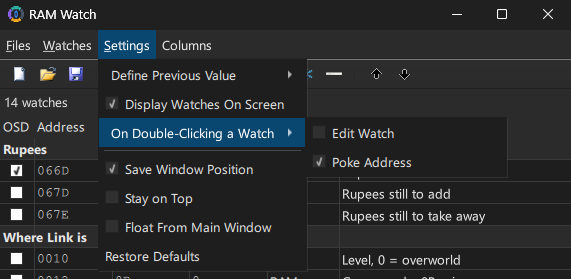 RAM Watch
Files Watches Settings Columns
14 watches
OSD Address
Rupees
066D
067D
067E
Where Link is
0010
Define Previous Value
Display Watches On Screen
On Double-Clicking a Watch
Save Window Position
Stay on Top
Float From Main Window
Restore Defaults
Edit Watch
Poke Address
Rupees still to add
Rupees still to take away
Level, 0 = overworld